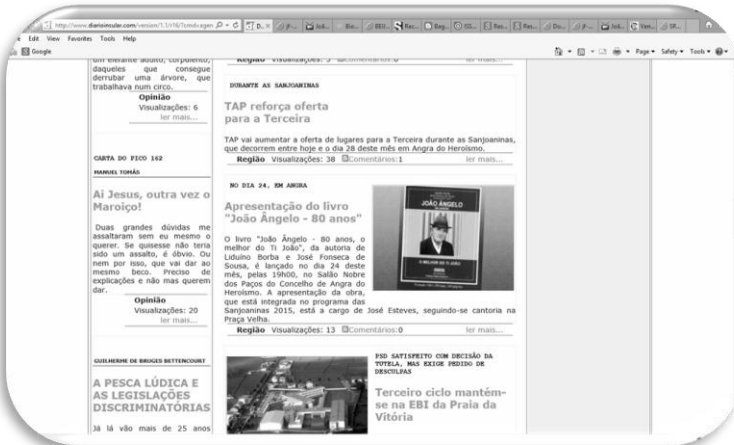 http://www.diarioinsular.com/version/1.1/r16/?cmd=agen
Edit View Favorites Tools Help
Google
Page Safety Tools
um elefante adulto, corpulento,
daqueles que consegue
derrubar uma árvore, que
trabalhava num circo.
Opinião
Visualizações: 6
ler mais...
CARTA DO PICO 162
MANUEL TOMÁS
Ai Jesus, outra vez o
Maroiço!
Duas grandes dúvidas me
assaltaram sem eu mesmo o
querer. Se quisesse não teria
sido um assalto, é óbvio. Ou
nem por isso, que vai dar ao
mesmo beco. Preciso de
explicações e não mas querem
dar.
Opinião
Visualizações: 20
ler mais...
GUILHERME DE BRUGES BETTENCOURT
A PESCA LÚDICA E
AS LEGISLAÇÕES
DISCRIMINATÓRIAS
Já lá vão mais de 25 anos
Região Visualizações: 3 Comentários:0 ler mais...
DURANTE AS SANJOANINAS
TAP reforça oferta
para a Terceira
TAP vai aumentar a oferta de lugares para a Terceira durante as Sanjoaninas,
que decorrem entre hoje e o dia 28 deste mês em Angra do Heroísmo.
Região Visualizações: 38 Comentários:1 ler mais...
NO DIA 24, EM ANGRA
Apresentação do livro
"João Ângelo - 80 anos"
O livro "João Ângelo - 80 anos, o
melhor do Ti João", da autoria de
Liduino Borba e José Fonseca de
Sousa, é lançado no dia 24 deste
mês, pelas 19h00, no Salão Nobre
dos Paços do Concelho de Angra do
Heroísmo. A apresentação da obra,
que está integrada no programa das
Sanjoaninas 2015, está a cargo de José Esteves, seguindo-se cantoria na
Praça Velha.
Região Visualizações: 13 Comentários:0 ler mais...
JOÃO ÂNGELO
O MELHOR DO TI JOÃO
PSD SATISFEITO COM DECISÃO DA
TUTELA, MAS EXIGE PEDIDO DE
DESCULPAS
Terceiro ciclo mantém-
se na EBI da Praia da
Vitória